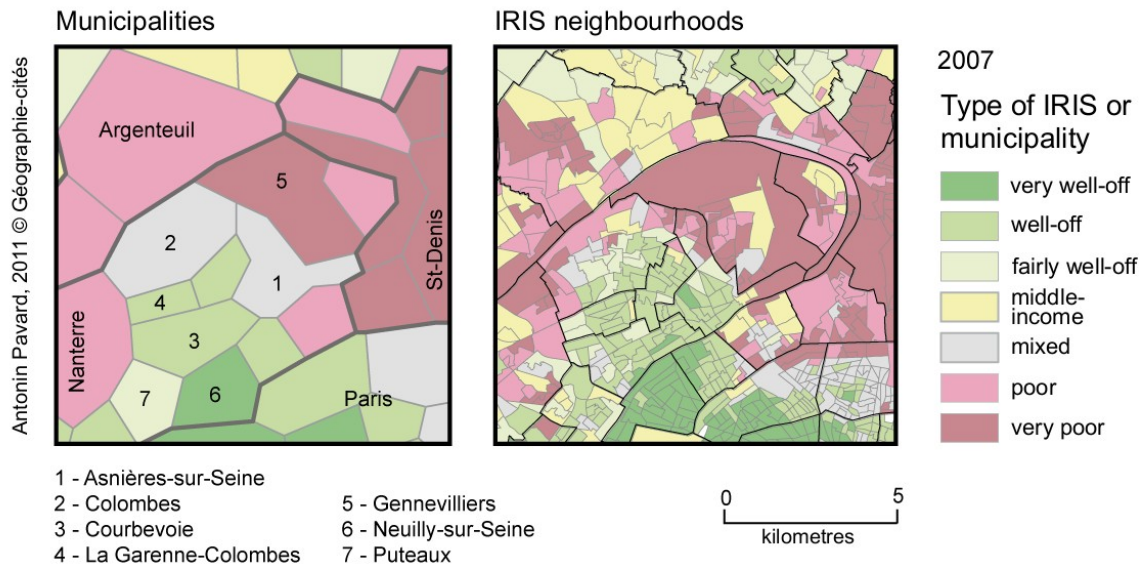 Municipalities
IRIS neighbourhoods
Antonin Pavard, 2011 © Géographie-cités
Argenteuil
5
2
St-Denis
1
4
Nanterre
3
7
6
Paris
2007
Type of IRIS or
municipality
very well-off
well-off
fairly well-off
middle-
income
mixed
poor
very poor
1 - Asnières-sur-Seine
2 - Colombes
3 - Courbevoie
4 - La Garenne-Colombes
5 - Gennevilliers
6 - Neuilly-sur-Seine
7 - Puteaux
0 5
kilometres